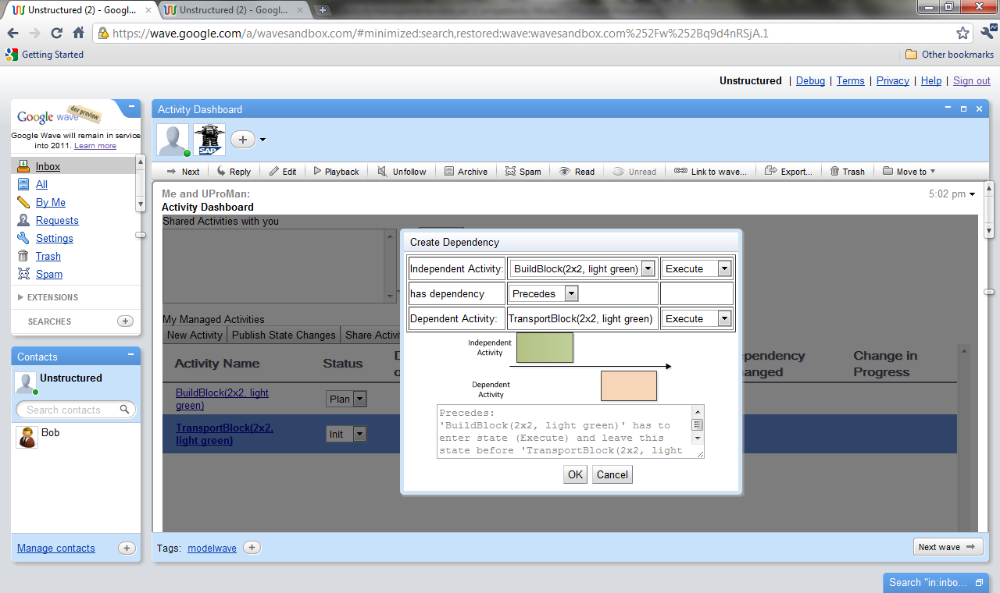 Unstructured (2) - Googl...
Unstructured (2) - Googl...
https://wave.google.com/a/wavesandbox.com/#minimized:search,restored:wave:wavesandbox.com%252Fw%252Bq9d4nRSjA.1
Getting Started
Other bookmarks
Unstructured | Debug | Terms | Privacy | Help | Sign out
Google wave
dev preview
Google Wave will remain in service
into 2011. Learn more
Inbox
All
By Me
Requests
Settings
Trash
Spam
EXTENSIONS
SEARCHES
Contacts
Unstructured
Search contacts
Bob
Manage contacts
Activity Dashboard
SAP
Next
Reply
Edit
Playback
Unfollow
Archive
Spam
Read
Unread
Link to wave...
Export...
Trash
Move to
Me and UProMan:
5:02 pm
Activity Dashboard
Shared Activities with you
My Managed Activities
New Activity
Publish State Changes
Share Activi
Activity Name
Status
D
o
pendency
anged
Change in
Progress
BuildBlock(2x2, light
green)
Plan
TransportBlock(2x2,
light green)
Init
Create Dependency
Independent Activity:
BuildBlock(2x2, light green)
Execute
has dependency
Precedes
Dependent Activity:
TransportBlock(2x2, light green)
Execute
Independent
Activity
Dependent
Activity
Precedes:
'BuildBlock(2x2, light green)' has to
enter state (Execute) and leave this
state before 'TransportBlock(2x2, light
OK
Cancel
Tags: modelwave
Next wave
Search "in:inbo...